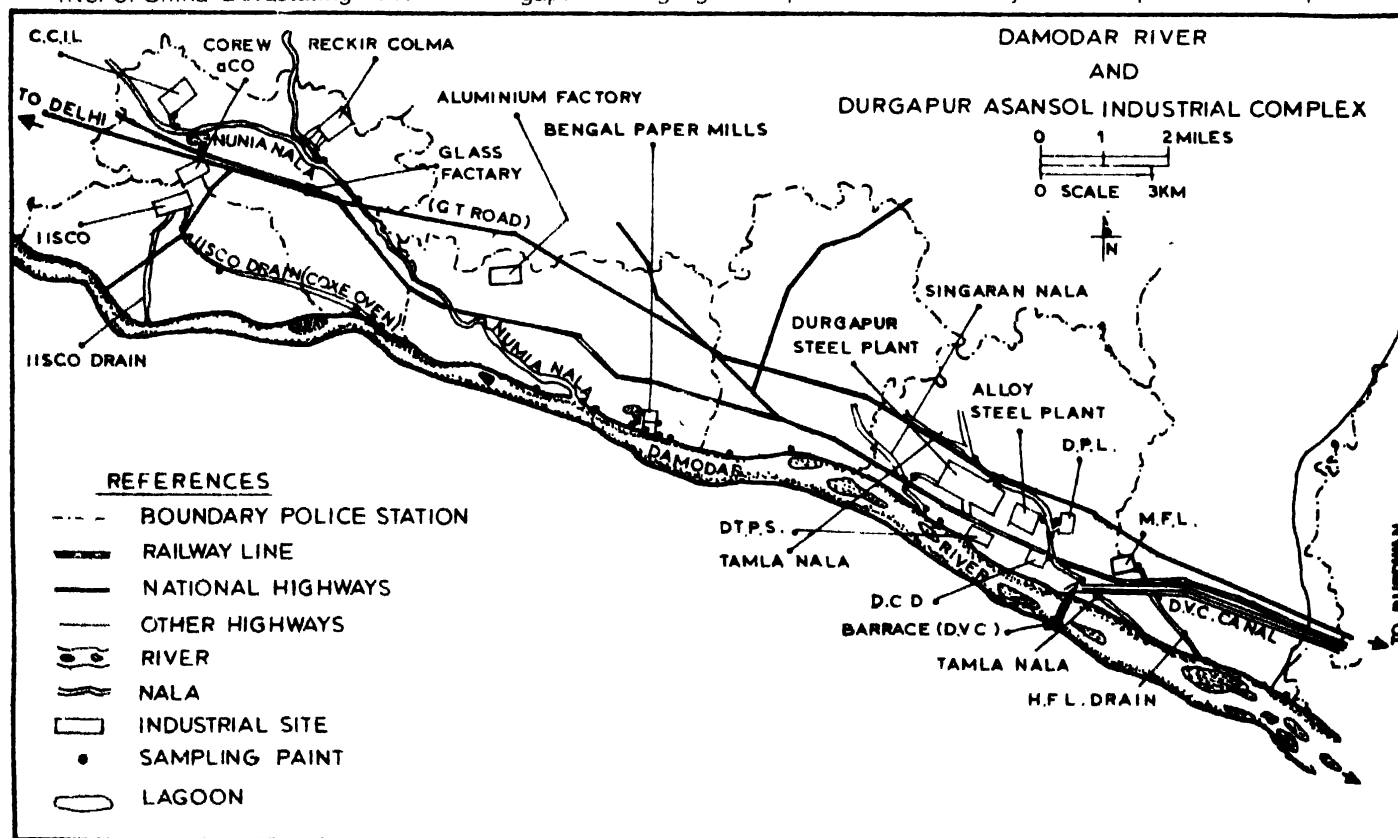 DAMODAR RIVER
AND
DURGAPUR ASANSOL INDUSTRIAL COMPLEX
0 1 2 MILES
0 SCALE 3KM
N
C.C.I.L.
COREW
aCO
RECKIR COLMA
ALUMINIUM FACTORY
BENGAL PAPER MILLS
TO DELHI
NUNIA NALA
GLASS
FACTARY
(G T ROAD)
IISCO
IISCO DRAIN (COXE OVEN)
IISCO DRAIN
NUMIA NALA
SINGARAN NALA
DURGAPUR
STEEL PLANT
ALLOY
STEEL PLANT
D.P.L.
DAMODAR
RIVER
D.T.P.S.
TAMLA NALA
M.F.L.
D.C D
BARRACE (D.V.C)
D.V.C. CANAL
TAMLA NALA
H.F.L. DRAIN
REFERENCES
BOUNDARY POLICE STATION
RAILWAY LINE
NATIONAL HIGHWAYS
OTHER HIGHWAYS
RIVER
NALA
INDUSTRIAL SITE
SAMPLING PAINT
LAGOON